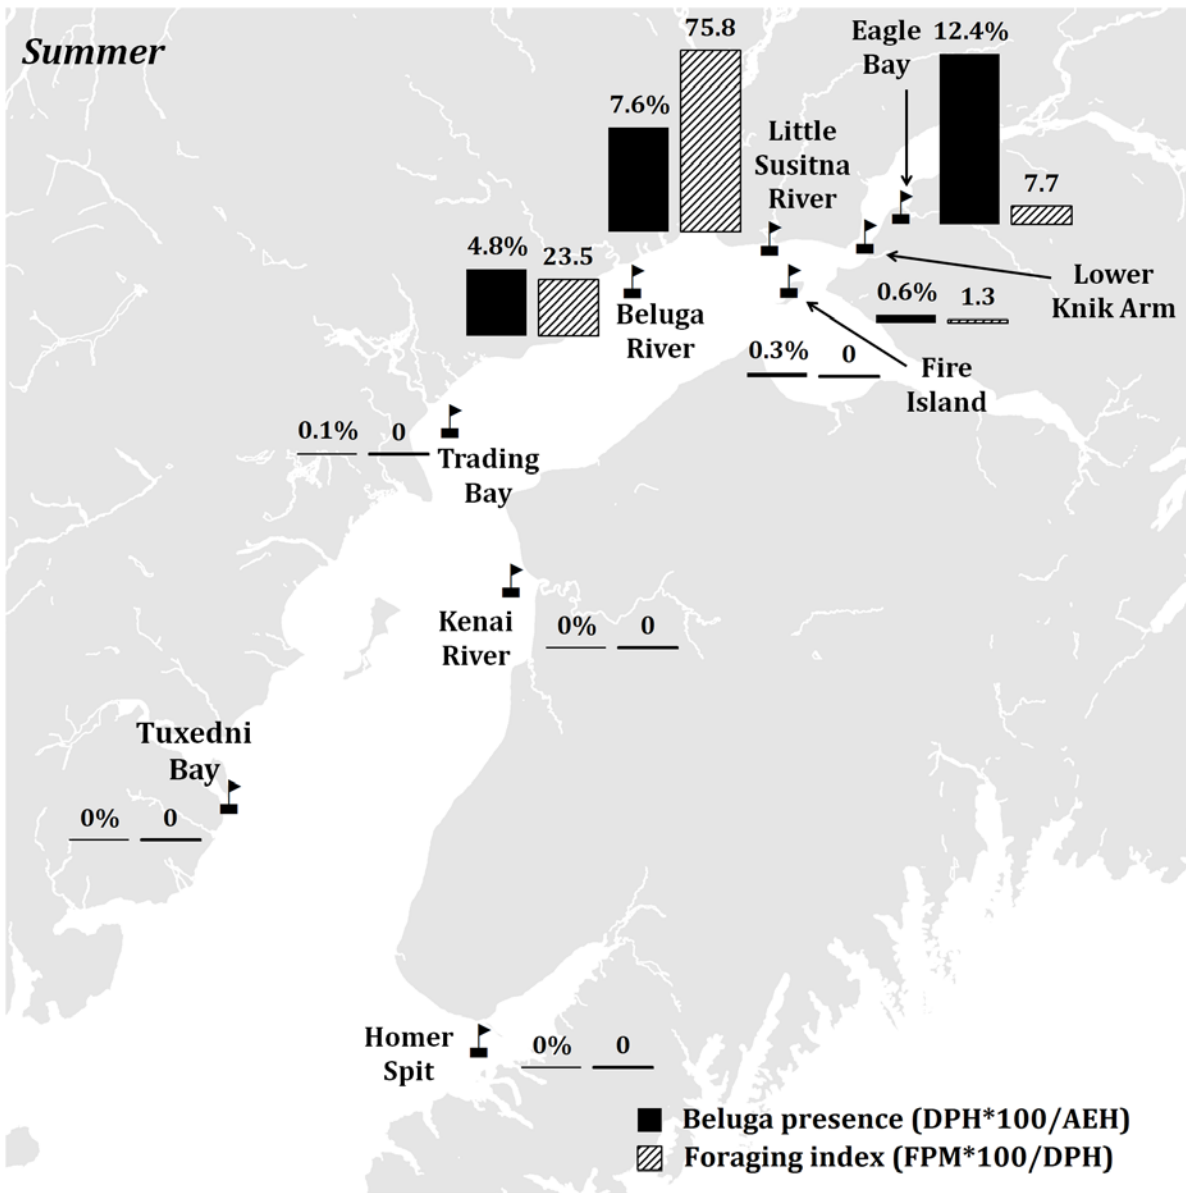 Summer
75.8
Eagle
Bay
12.4%
7.6%
Little
Susitna
River
7.7
4.8%
23.5
Beluga
River
Lower
Knik Arm
0.6%
1.3
0.3%
0
Fire
Island
0.1%
0
Trading
Bay
Kenai
River
0%
0
Tuxedni
Bay
0%
0
Homer
Spit
0%
0
Beluga presence (DPH*100/AEH)
Foraging index (FPM*100/DPH)